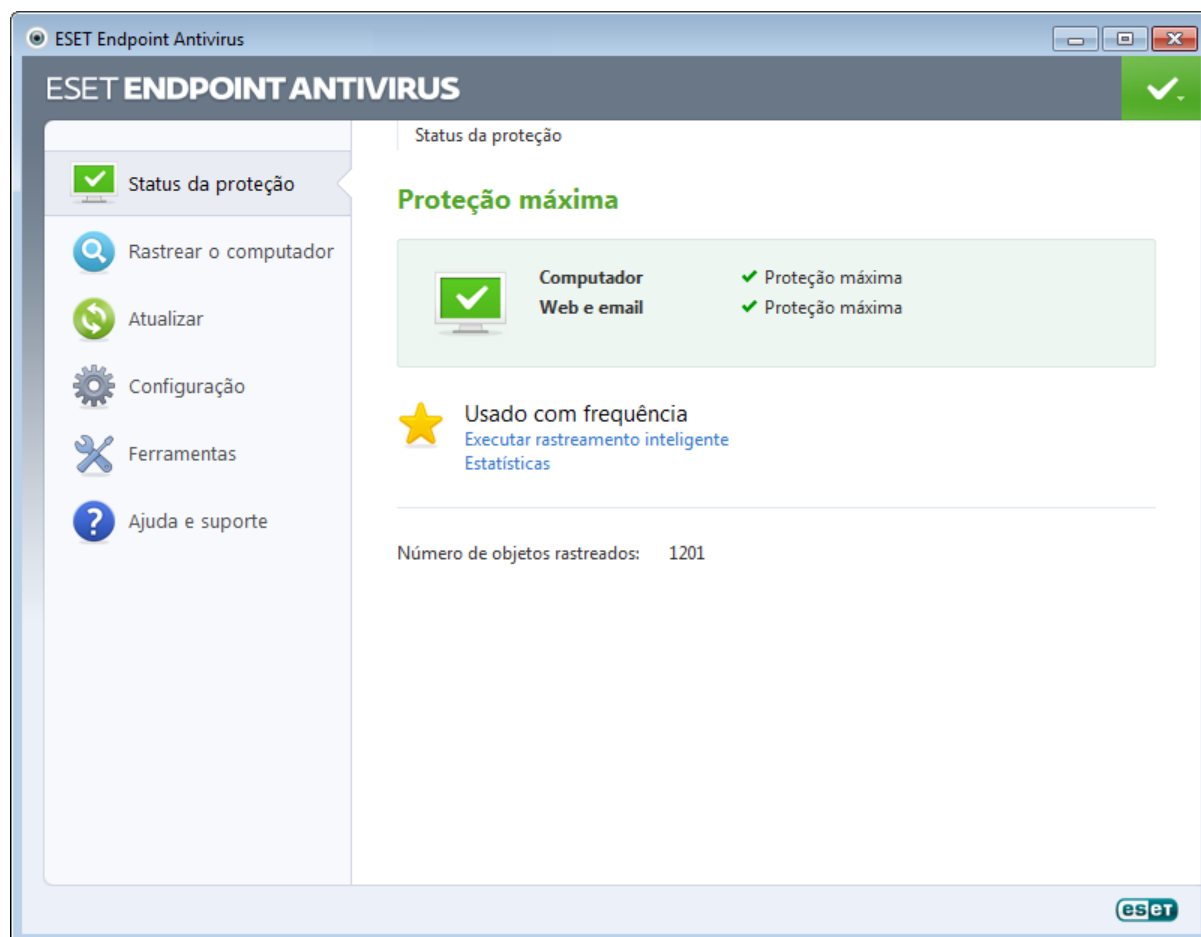 ESET Endpoint Antivirus
ESET ENDPOINT ANTIVIRUS
Status da proteção
Rastrear o computador
Atualizar
Configuração
Ferramentas
Ajuda e suporte
Status da proteção
Proteção máxima
Computador Proteção máxima
Web e email Proteção máxima
Usado com frequência
Executar rastreamento inteligente
Estatísticas
Número de objetos rastreados: 1201
eset